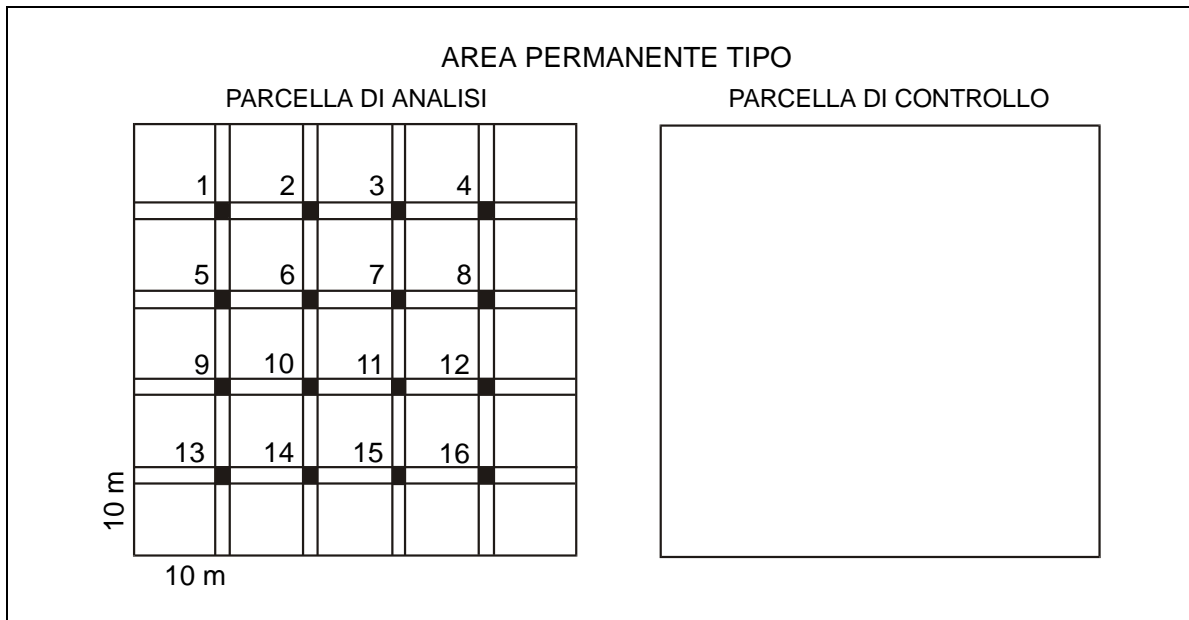 AREA PERMANENTE TIPO
PARCELLA DI ANALISI
PARCELLA DI CONTROLLO
1 2 3 4
5 6 7 8
9 10 11 12
13 14 15 16
10 m
10 m